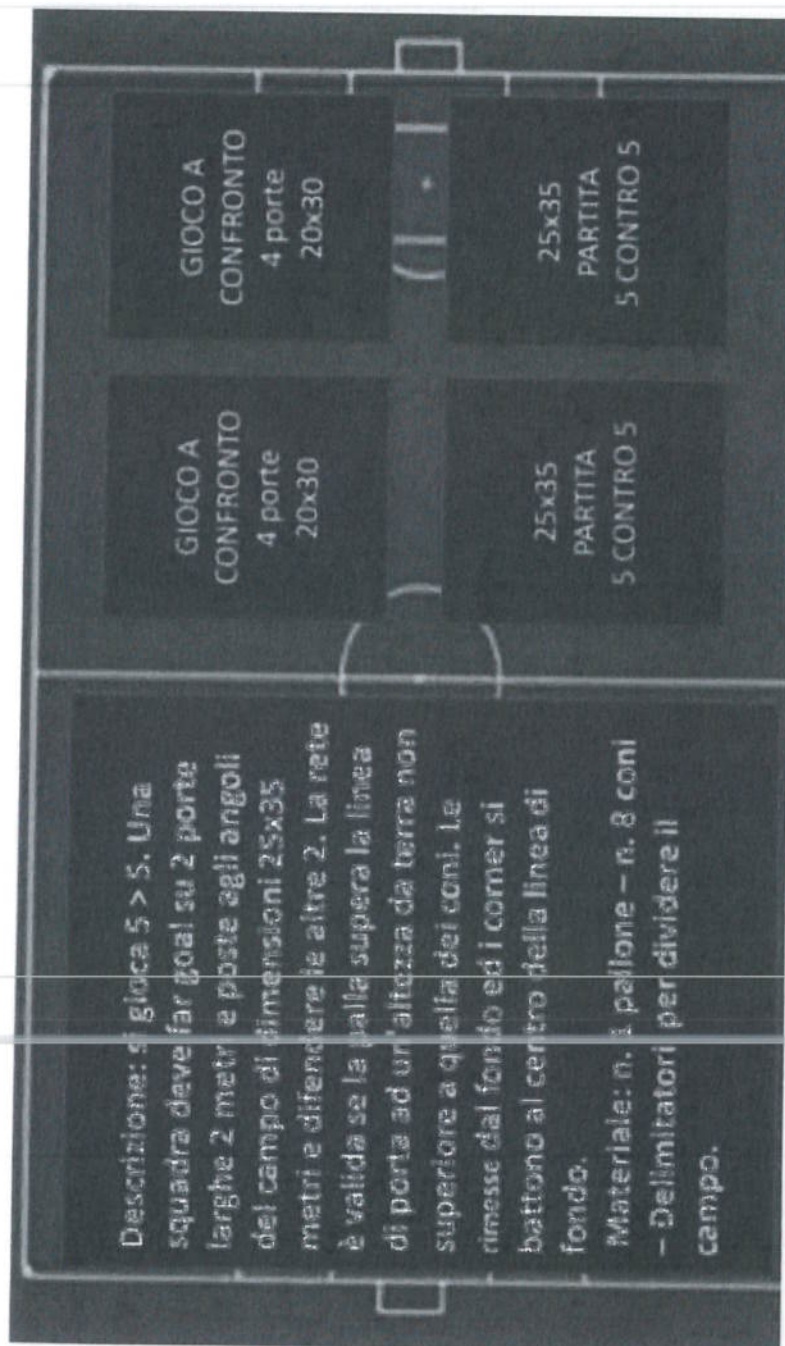 Descrizione: si gioca 5 > 5. Una
squadra deve far goal su 2 porte
larghe 2 metri e poste agli angoli
del campo di dimensioni 25x35
metri e difendere le altre 2. La rete
è valida se la palla supera la linea
di porta ad un'altezza da terra non
superiore a quella dei coni. Le
rimesse dal fondo ed i corner si
battono al centro della linea di
fondo.
Materiale: n. 1 pallone – n. 8 coni
– Delimitatori per dividere il
campo.
GIOCO A
CONFRONTO
4 porte
20x30
GIOCO A
CONFRONTO
4 porte
20x30
25x35
PARTITA
5 CONTRO 5
25x35
PARTITA
5 CONTRO 5